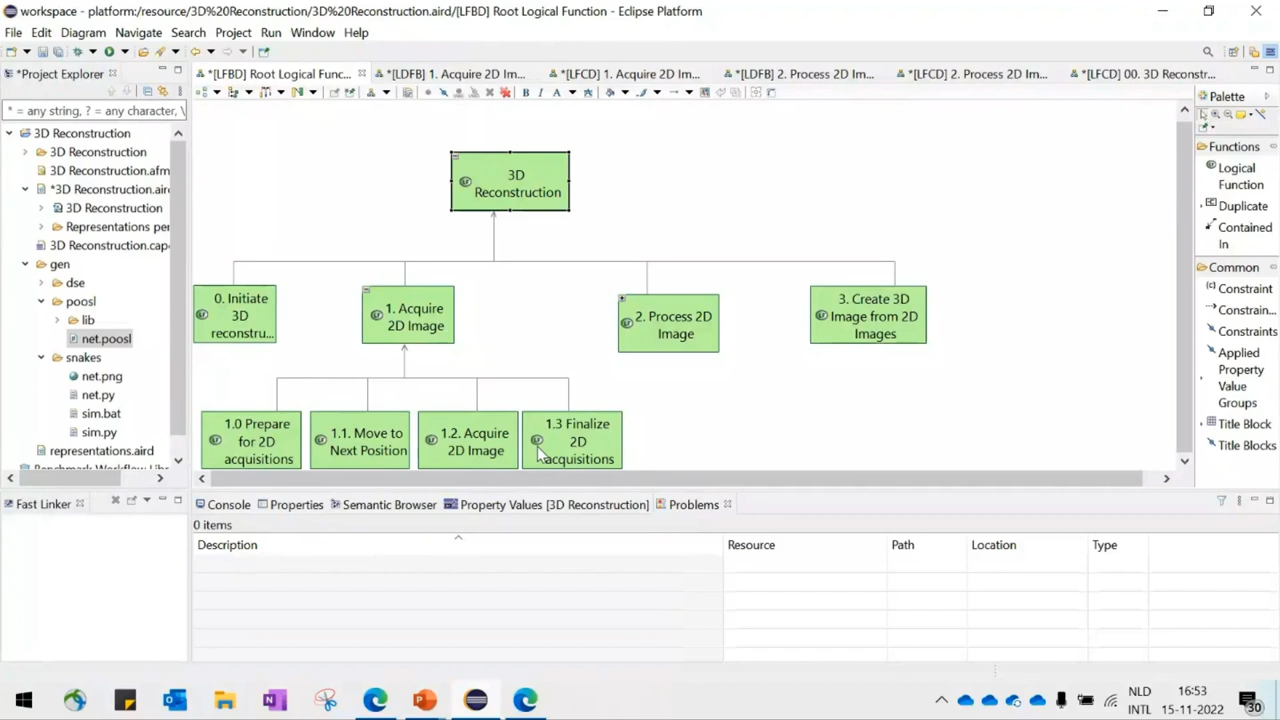 workspace - platform:/resource/3D%20Reconstruction/3D%20Reconstruction.aird/[LFBD] Root Logical Function - Eclipse Platform
File Edit Diagram Navigate Search Project Run Window Help
*Project Explorer
*[LFBD] Root Logical Func...
*[LDFB] 1. Acquire 2D Im...
*[LFCD] 1. Acquire 2D Im...
*[LDFB] 2. Process 2D Im...
*[LFCD] 2. Process 2D Im...
*[LFCD] 00. 3D Reconstr...
* = any string, ? = any character, \
3D Reconstruction
3D Reconstruction
3D Reconstruction.afm
*3D Reconstruction.aird
3D Reconstruction
Representations per
3D Reconstruction.cap
gen
dse
poosl
lib
net.poosl
snakes
net.png
net.py
sim.bat
sim.py
representations.aird
Benchmark Workflow Lib
3D
Reconstruction
0. Initiate
3D
reconstru...
1. Acquire
2D Image
2. Process 2D
Image
3. Create 3D
Image from 2D
Images
1.0 Prepare
for 2D
acquisitions
1.1. Move to
Next Position
1.2. Acquire
2D Image
1.3 Finalize
2D
acquisitions
Palette
Functions
Logical
Function
Duplicate
Contained
In
Common
Constraint
Constrain...
Constraints
Applied
Property
Value
Groups
Title Block
Title Blocks
Fast Linker
Console
Properties
Semantic Browser
Property Values [3D Reconstruction]
Problems
0 items
Description Resource Path Location Type
NLD
INTL
16:53
15-11-2022
30